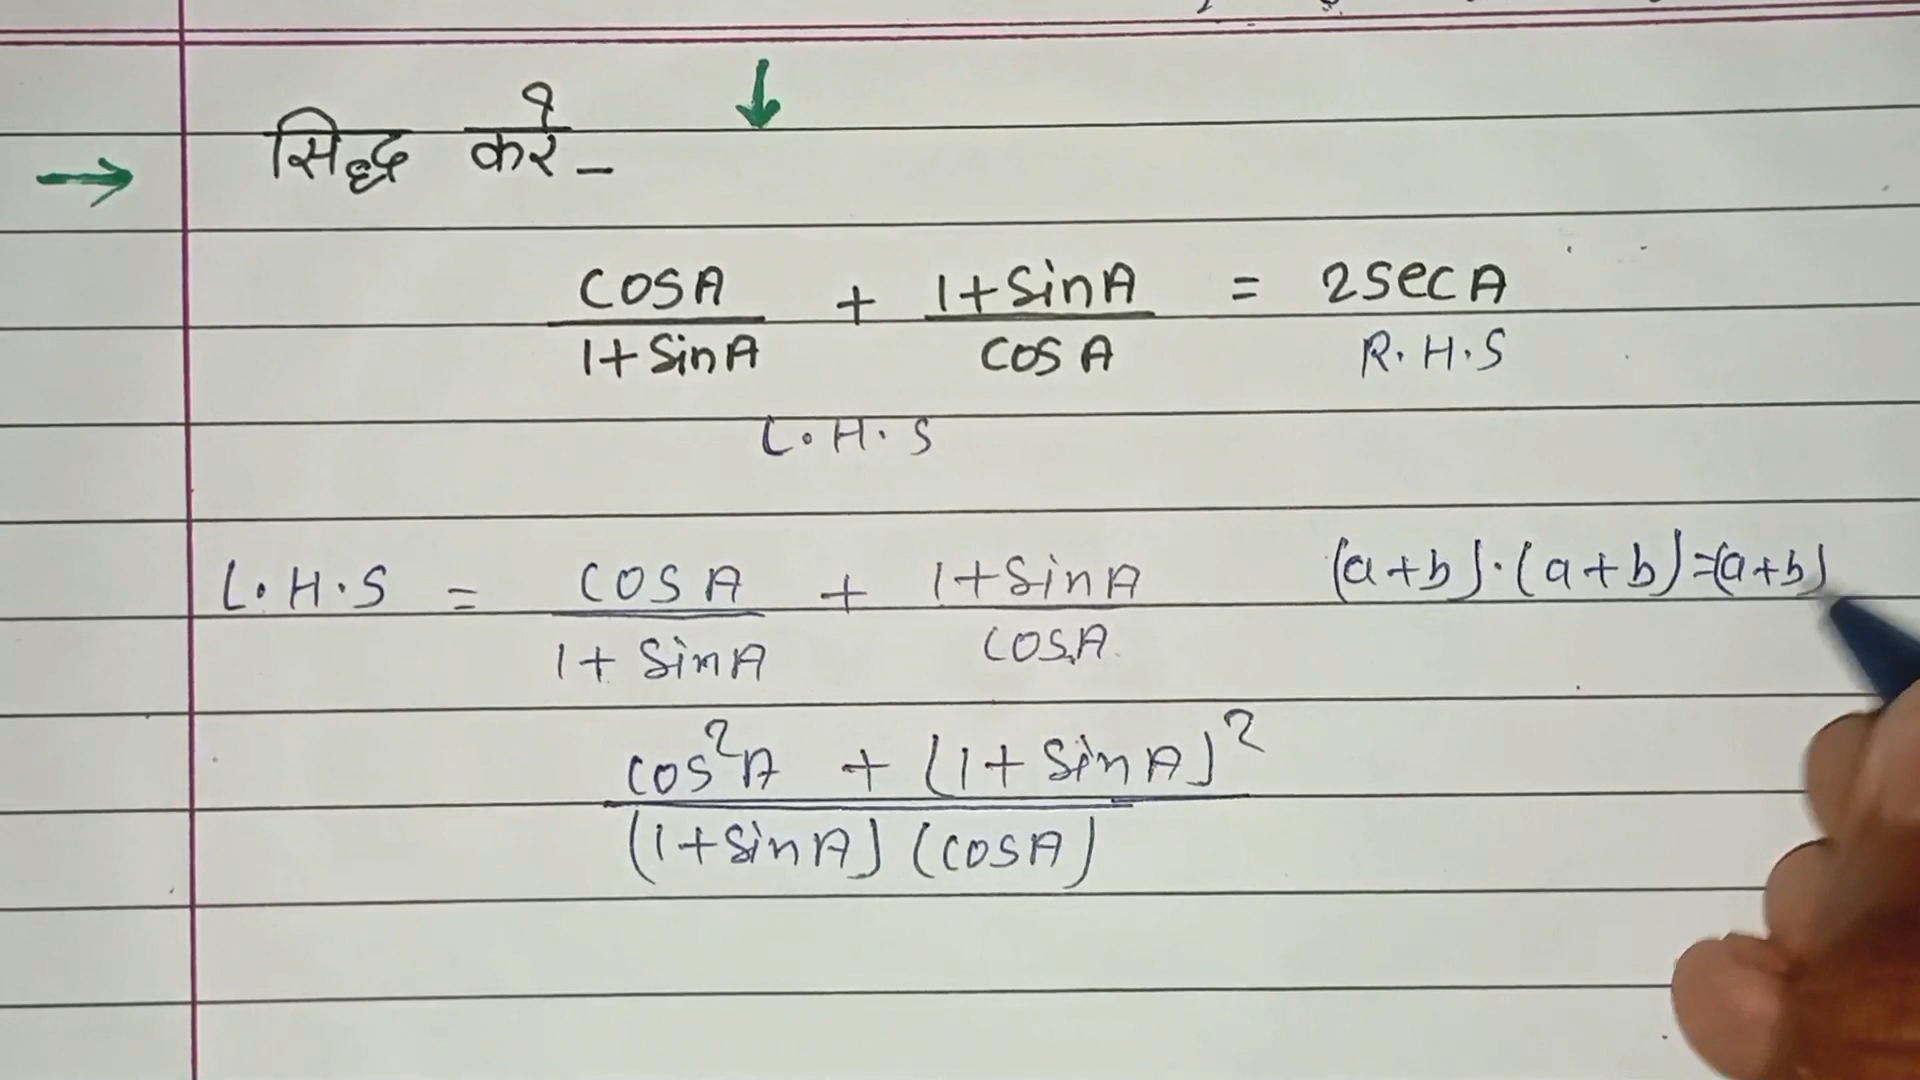 सिद्ध करे -
cosA/1+sinA + 1+sinA/cosA = 2secA
R.H.S
L.H.S
L.H.S = cosA/1+sinA + 1+sinA/cosA (a+b)·(a+b)=(a+b)
cos²A + (1+sinA)²/(1+sinA)(cosA)